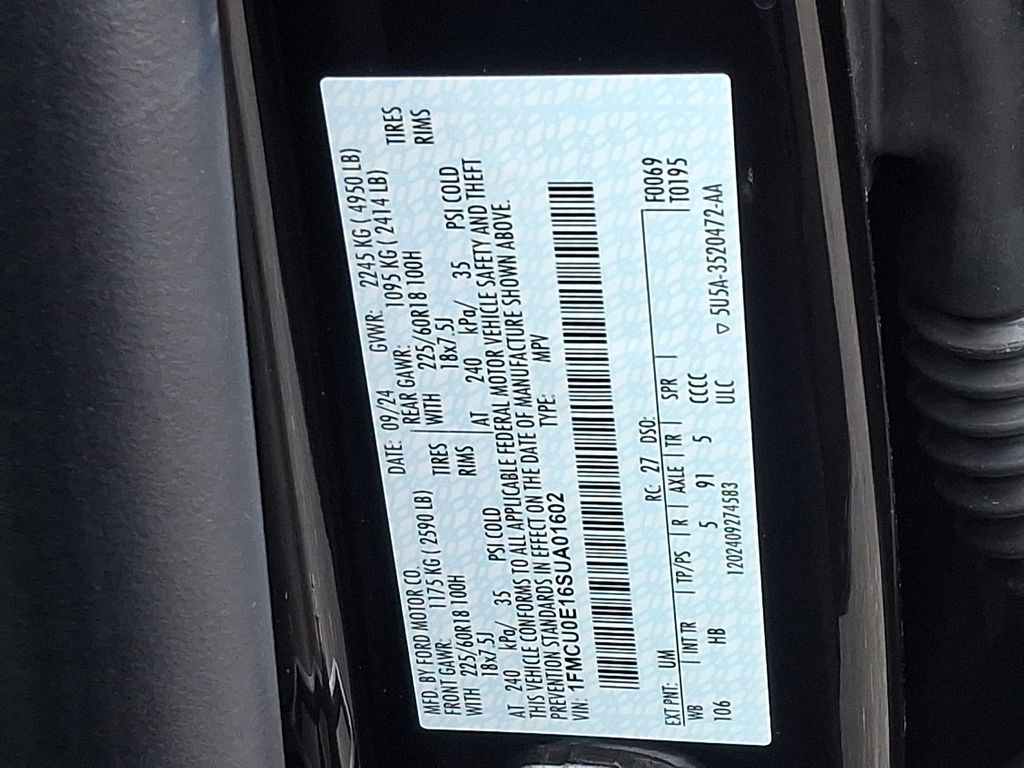 MFD. BY FORD MOTOR CO. DATE: 09/24 GVWR: 2245 KG ( 4950 LB)
FRONT GAWR: 1175 KG ( 2590 LB) REAR GAWR: 1095 KG ( 2414 LB)
WITH 225/60R18 100H TIRES WITH 225/60R18 100H TIRES
18x7.5J RIMS 18x7.5J RIMS
AT 240 kPa/ 35 PSI COLD AT 240 kPa/ 35 PSI COLD
THIS VEHICLE CONFORMS TO ALL APPLICABLE FEDERAL MOTOR VEHICLE SAFETY AND THEFT
PREVENTION STANDARDS IN EFFECT ON THE DATE OF MANUFACTURE SHOWN ABOVE.
VIN: 1FMCU0E16SUA01602 TYPE: MPV
EXT PNT: UM RC: 27 DSO: F0069
WB INT TR TP/PS R AXLE TR SPR T0195
106 HB 5 91 5 CCCC
1202409274583 ULC ▽ 5U5A-3520472-AA